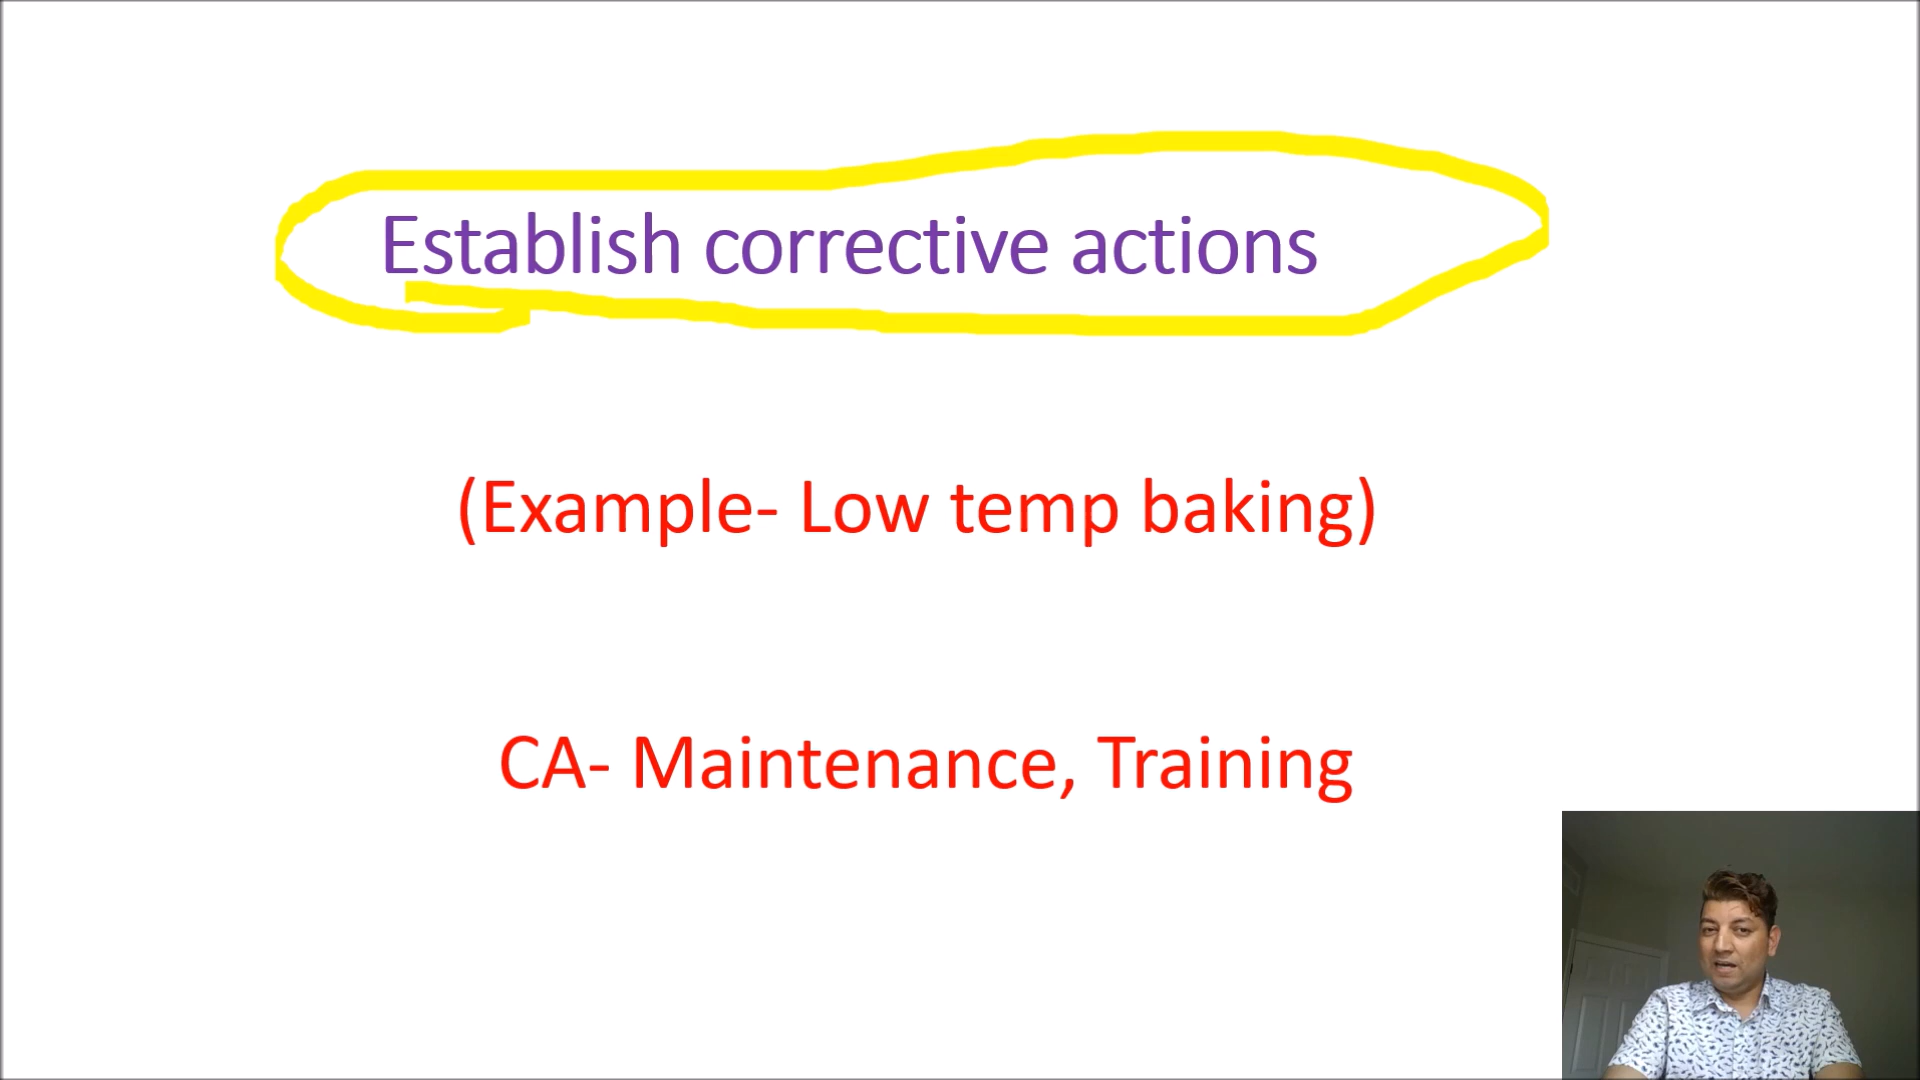 Establish corrective actions
(Example- Low temp baking)
CA- Maintenance, Training